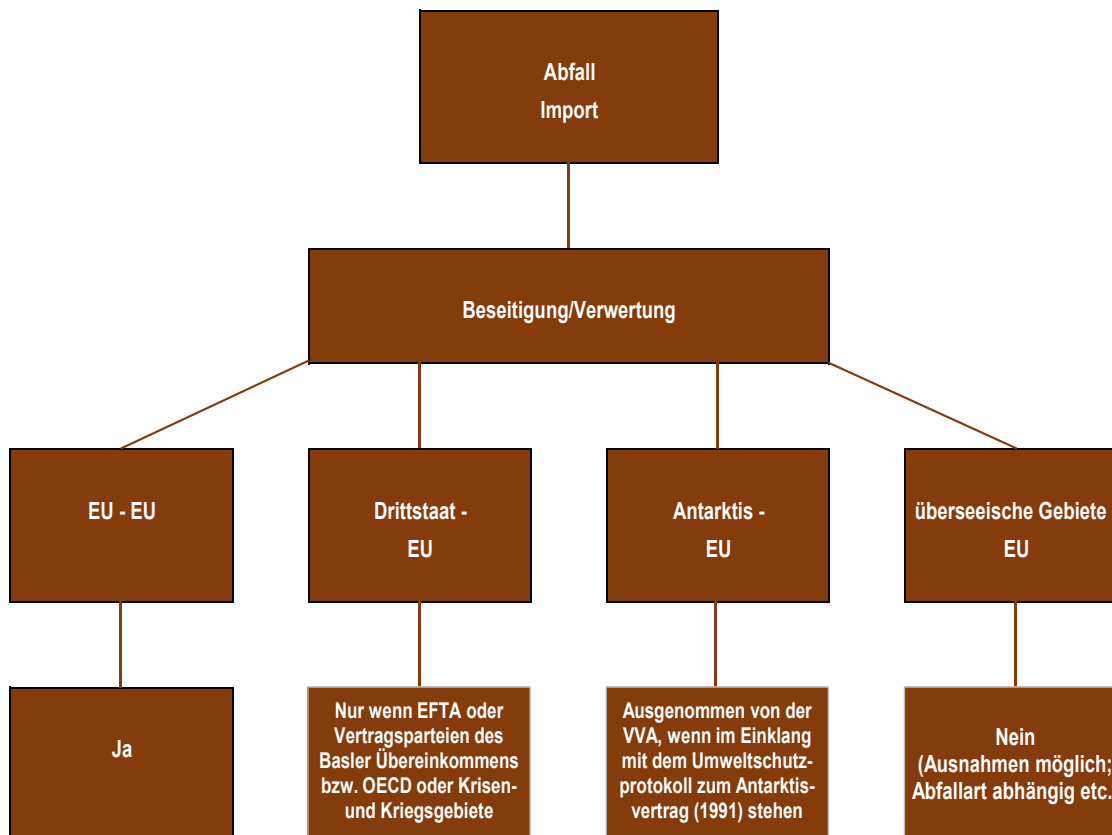 Abfall
Import
Beseitigung/Verwertung
EU - EU
Drittstaat -
EU
Antarktis -
EU
überseeische Gebiete
EU
Ja
Nur wenn EFTA oder
Vertragsparteien des
Basler Übereinkommens
bzw. OECD oder Krisen-
und Kriegsgebiete
Ausgenommen von der
VVA, wenn im Einklang
mit dem Umweltschutz-
protokoll zum Antarktis-
vertrag (1991) stehen
Nein
(Ausnahmen möglich;
Abfallart abhängig etc.